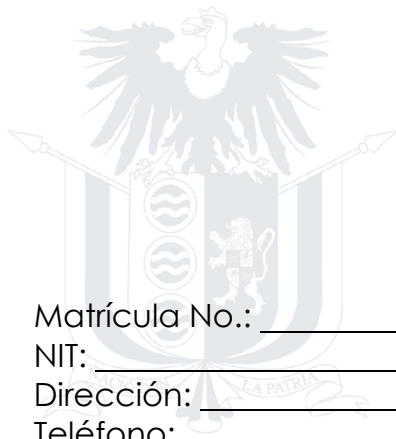 Matrícula No.:
NIT:
Dirección:
Teléfono:
LA PATRIA